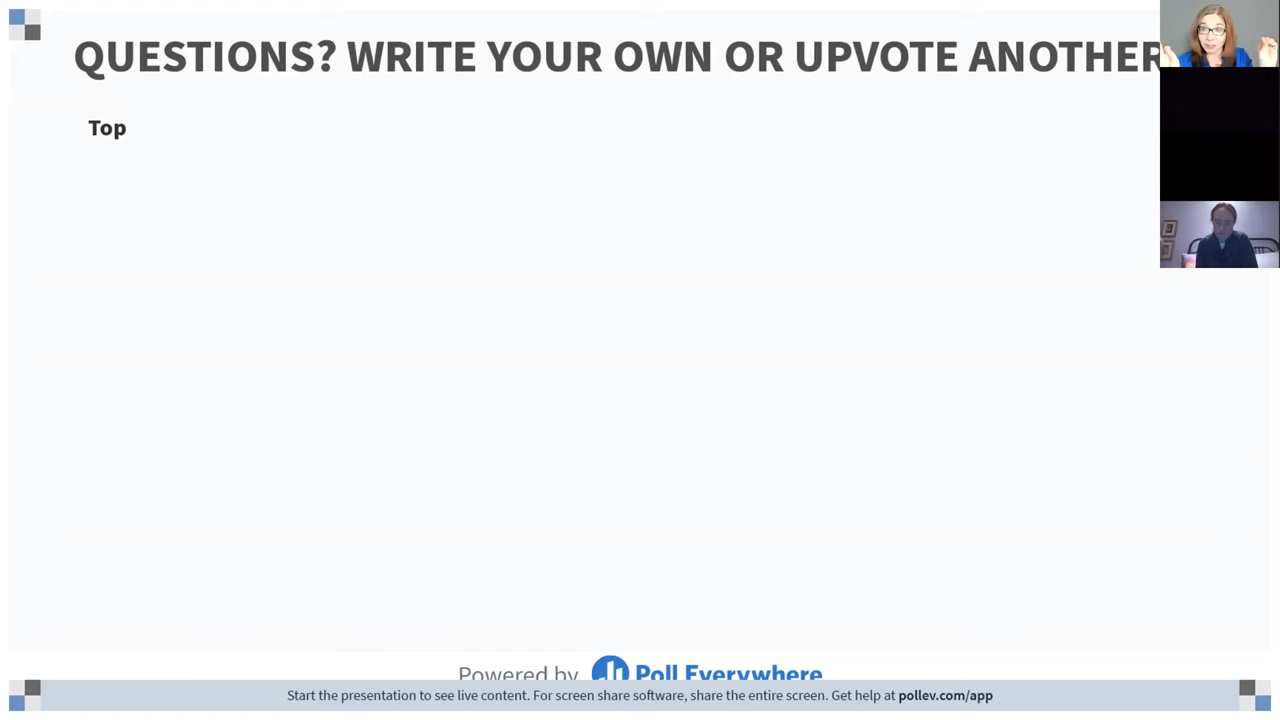 QUESTIONS? WRITE YOUR OWN OR UPVOTE ANOTHER
Top
Powered by Poll Everywhere
Start the presentation to see live content. For screen share software, share the entire screen. Get help at pollev.com/app